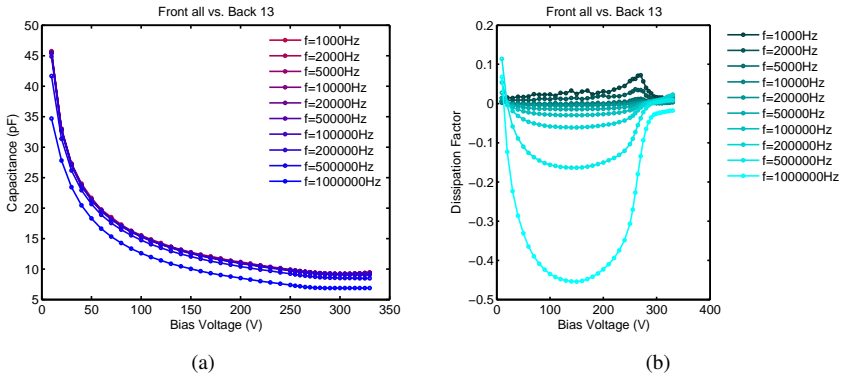 Front all vs. Back 13
50
45
40
35
30
25
20
15
10
5
0
50
100
150
200
250
300
350
Capacitance (pF)
Bias Voltage (V)
f=1000Hz
f=2000Hz
f=5000Hz
f=10000Hz
f=20000Hz
f=50000Hz
f=100000Hz
f=200000Hz
f=500000Hz
f=1000000Hz
(a)
Front all vs. Back 13
0.2
0.1
0
−0.1
−0.2
−0.3
−0.4
−0.5
0
100
200
300
400
Dissipation Factor
Bias Voltage (V)
f=1000Hz
f=2000Hz
f=5000Hz
f=10000Hz
f=20000Hz
f=50000Hz
f=100000Hz
f=200000Hz
f=500000Hz
f=1000000Hz
(b)